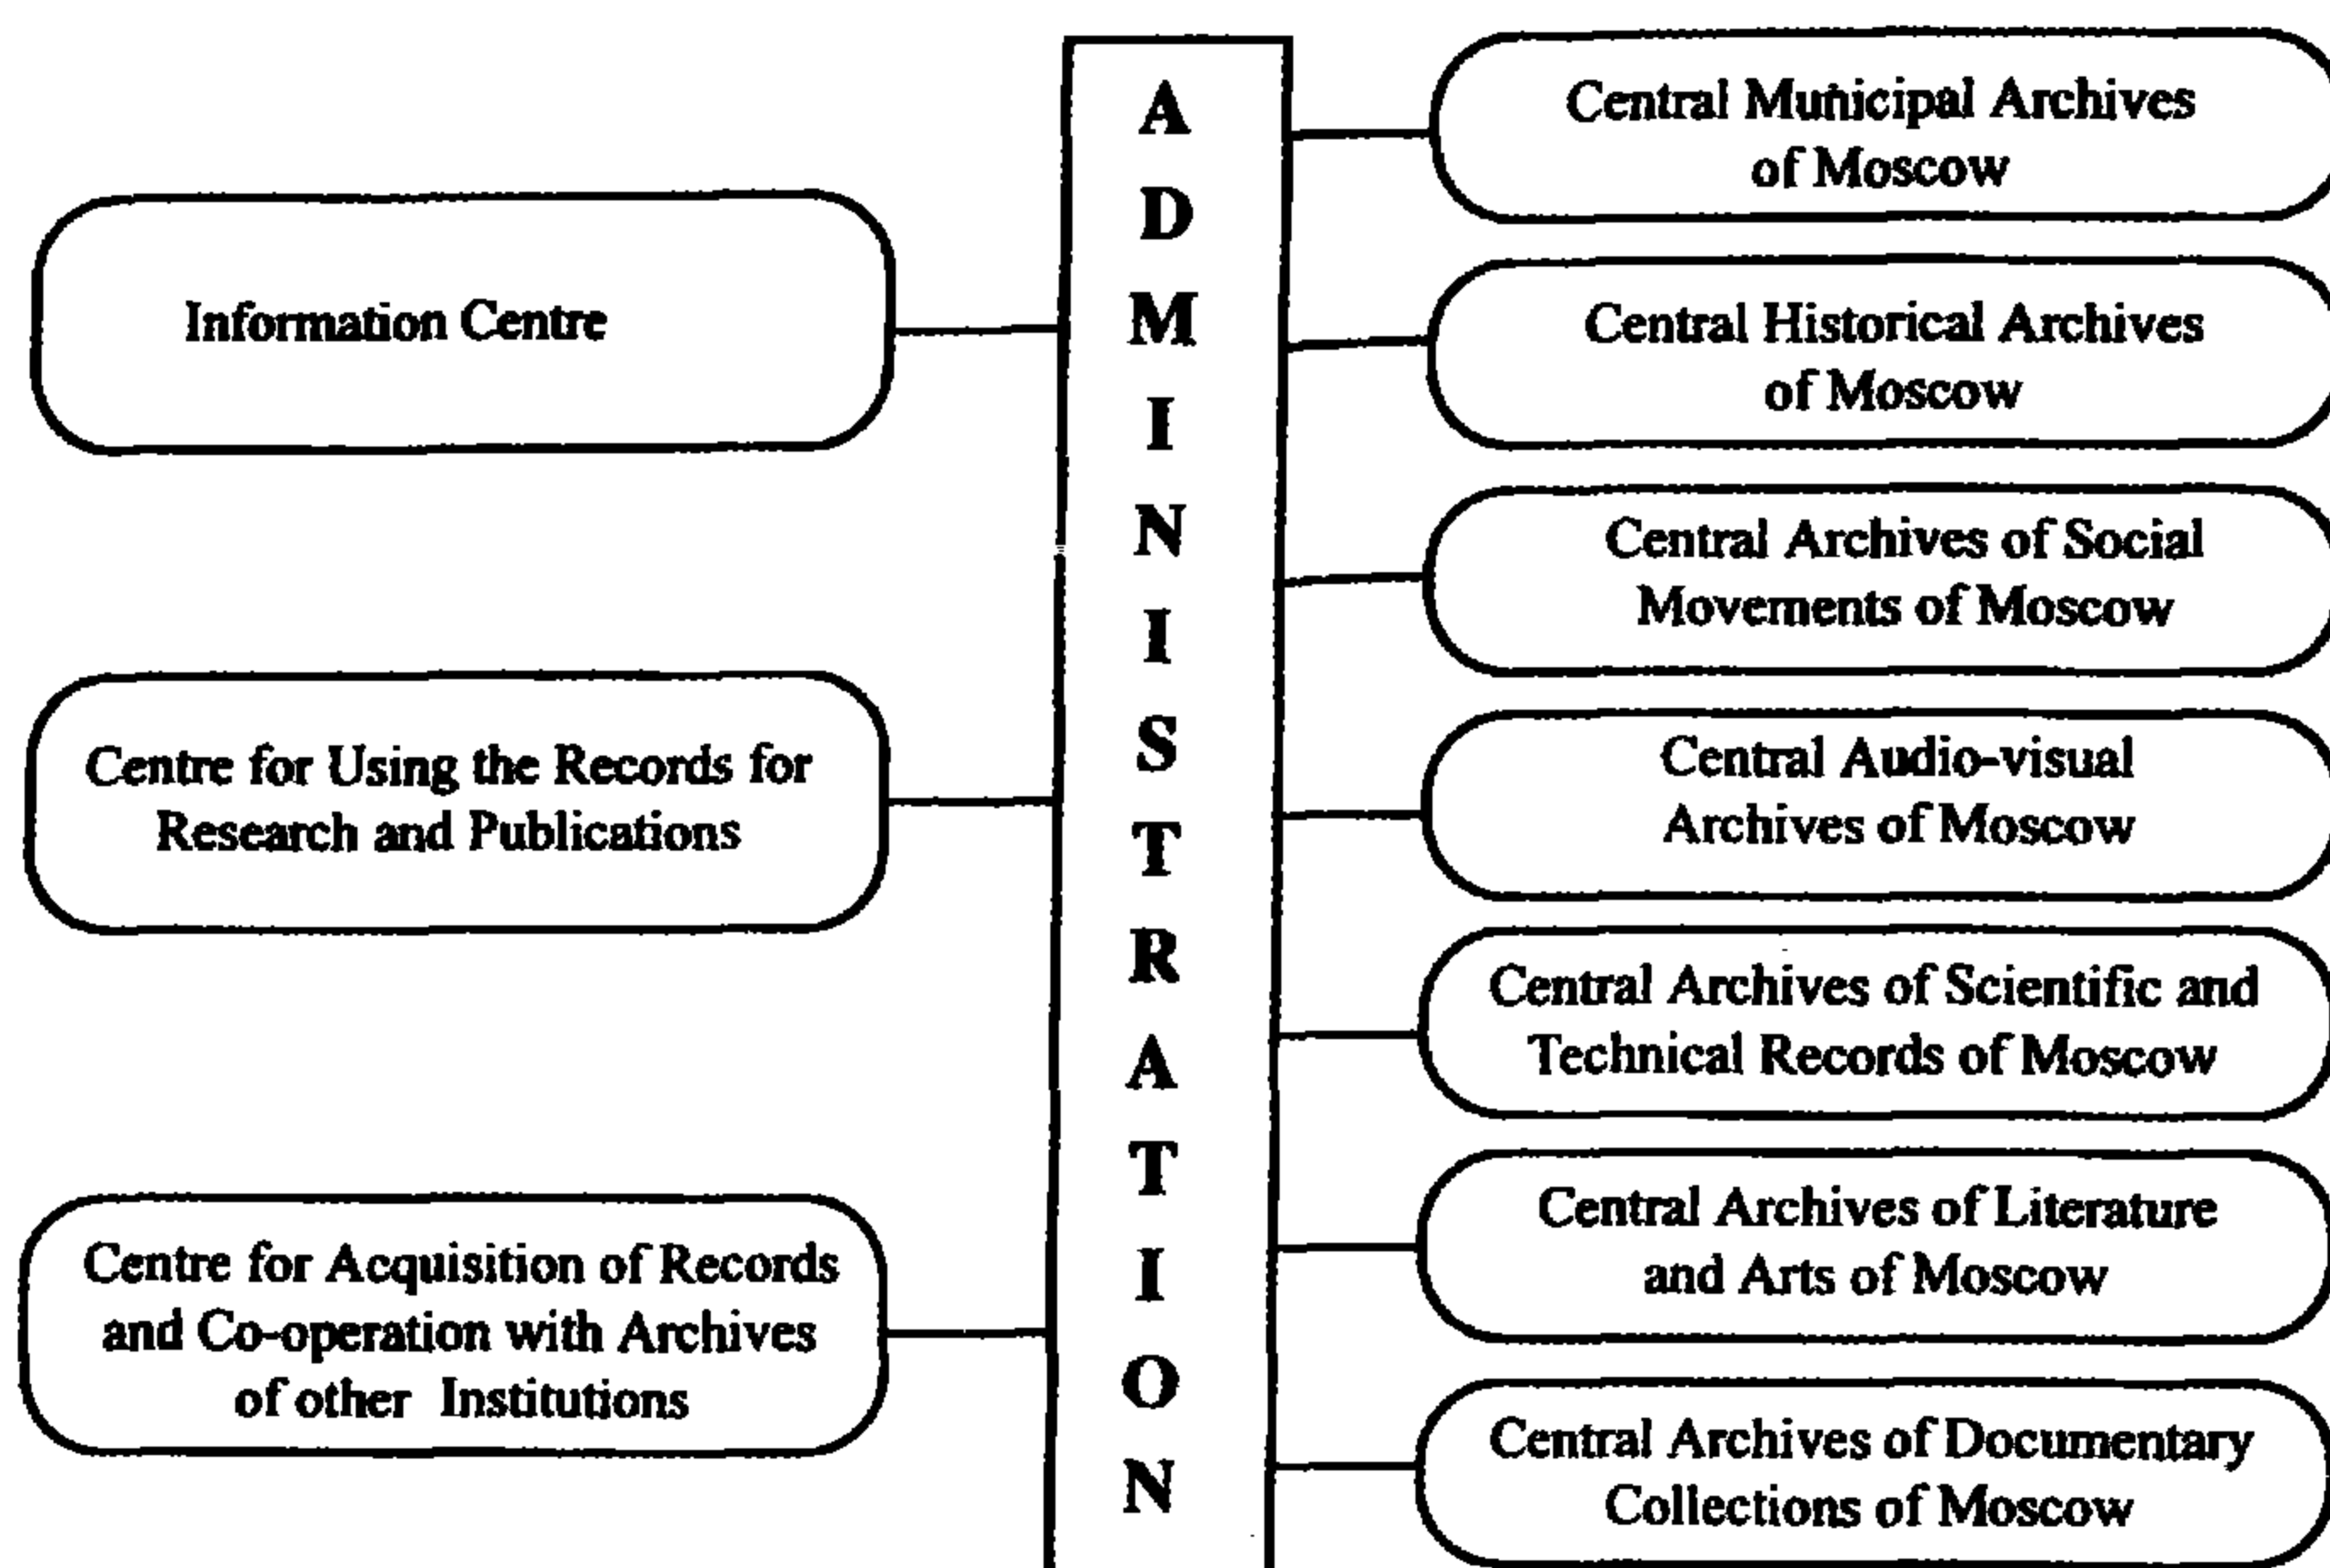 Information Centre
Centre for Using the Records for
Research and Publications
Centre for Acquisition of Records
and Co-operation with Archives
of other Institutions
ADMINISTRATION
Central Municipal Archives
of Moscow
Central Historical Archives
of Moscow
Central Archives of Social
Movements of Moscow
Central Audio-visual
Archives of Moscow
Central Archives of Scientific and
Technical Records of Moscow
Central Archives of Literature
and Arts of Moscow
Central Archives of Documentary
Collections of Moscow